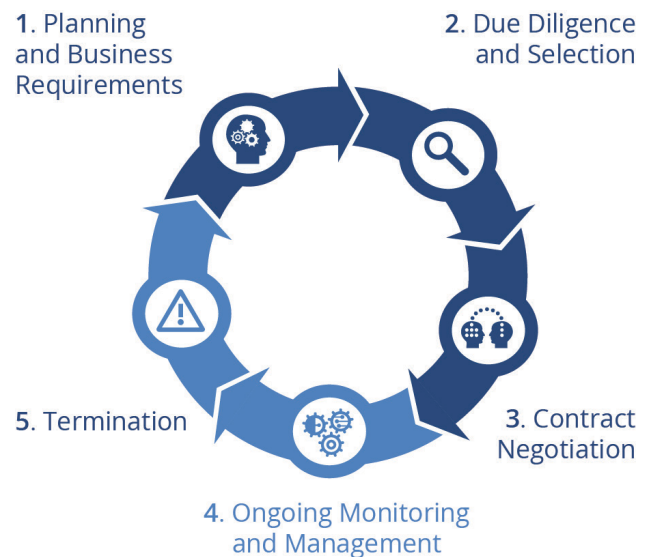 1. Planning
and Business
Requirements
2. Due Diligence
and Selection
3. Contract
Negotiation
4. Ongoing Monitoring
and Management
5. Termination